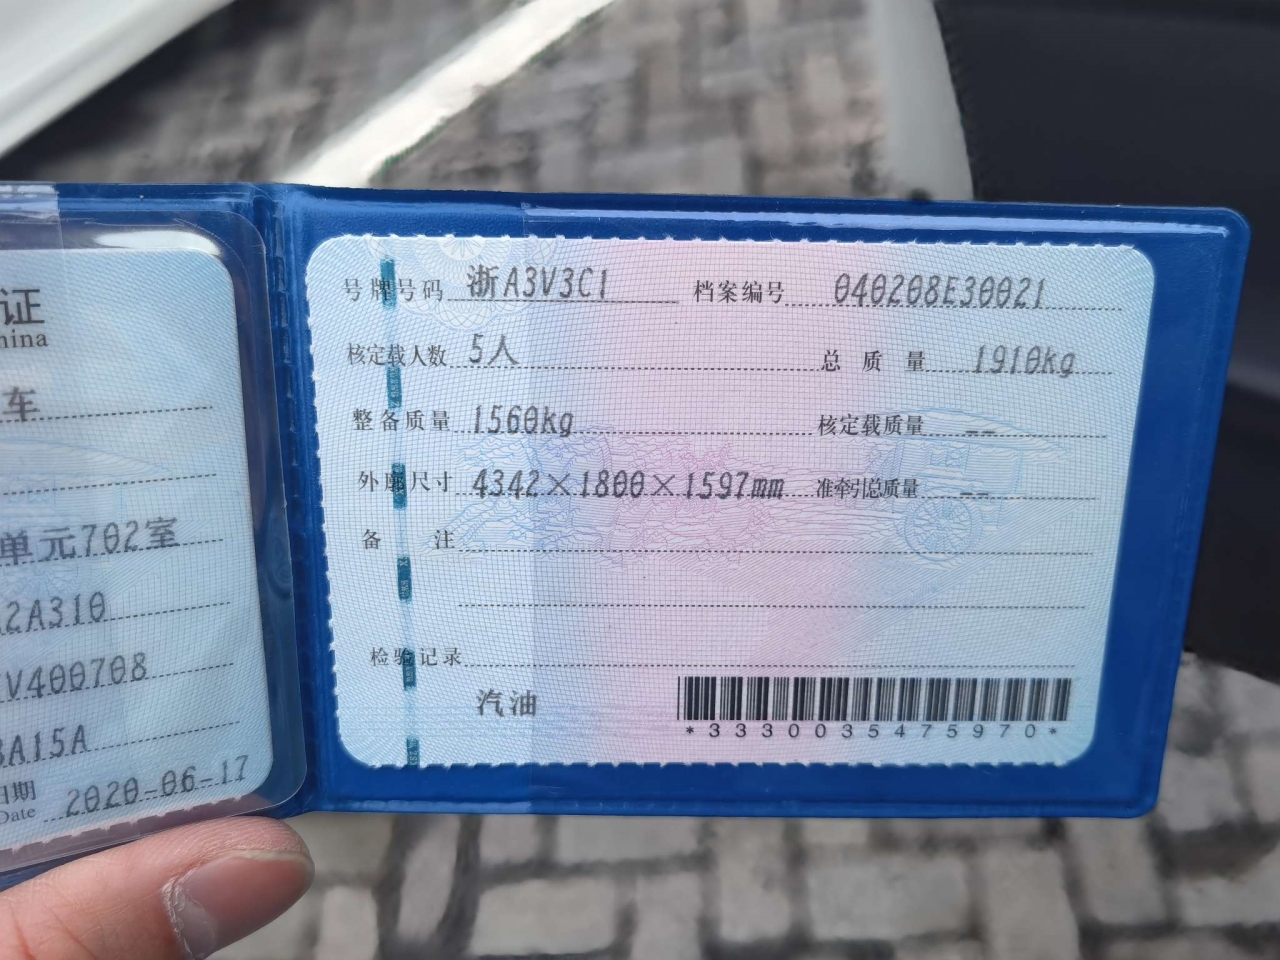 证
hina
车
单元702室
2A310
V400708
BA15A
日期 2020-06-17
Date
号牌号码 浙A3V3C1 档案编号 040208E30021
核定载人数 5人 总质量 1910kg
整备质量 1560kg 核定载质量 --
外廓尺寸 4342×1800×1597mm 准牵引总质量 --
备注
检验记录
汽油
*3330035475970*